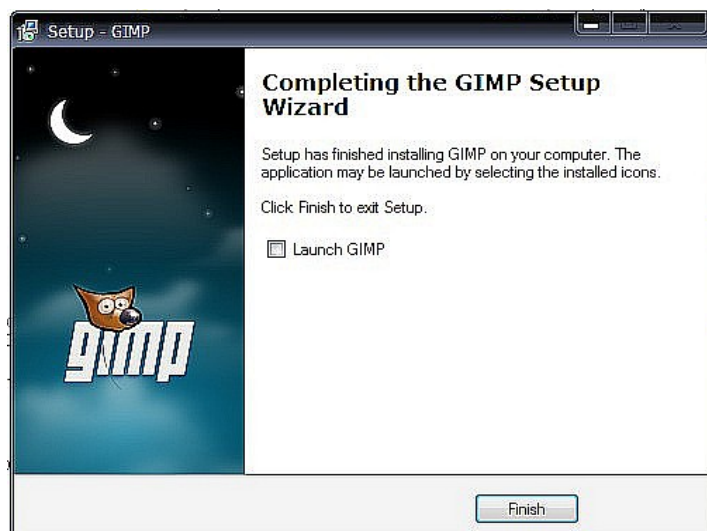 Setup - GIMP
Completing the GIMP Setup
Wizard
Setup has finished installing GIMP on your computer. The
application may be launched by selecting the installed icons.
Click Finish to exit Setup.
Launch GIMP
gimp
Finish